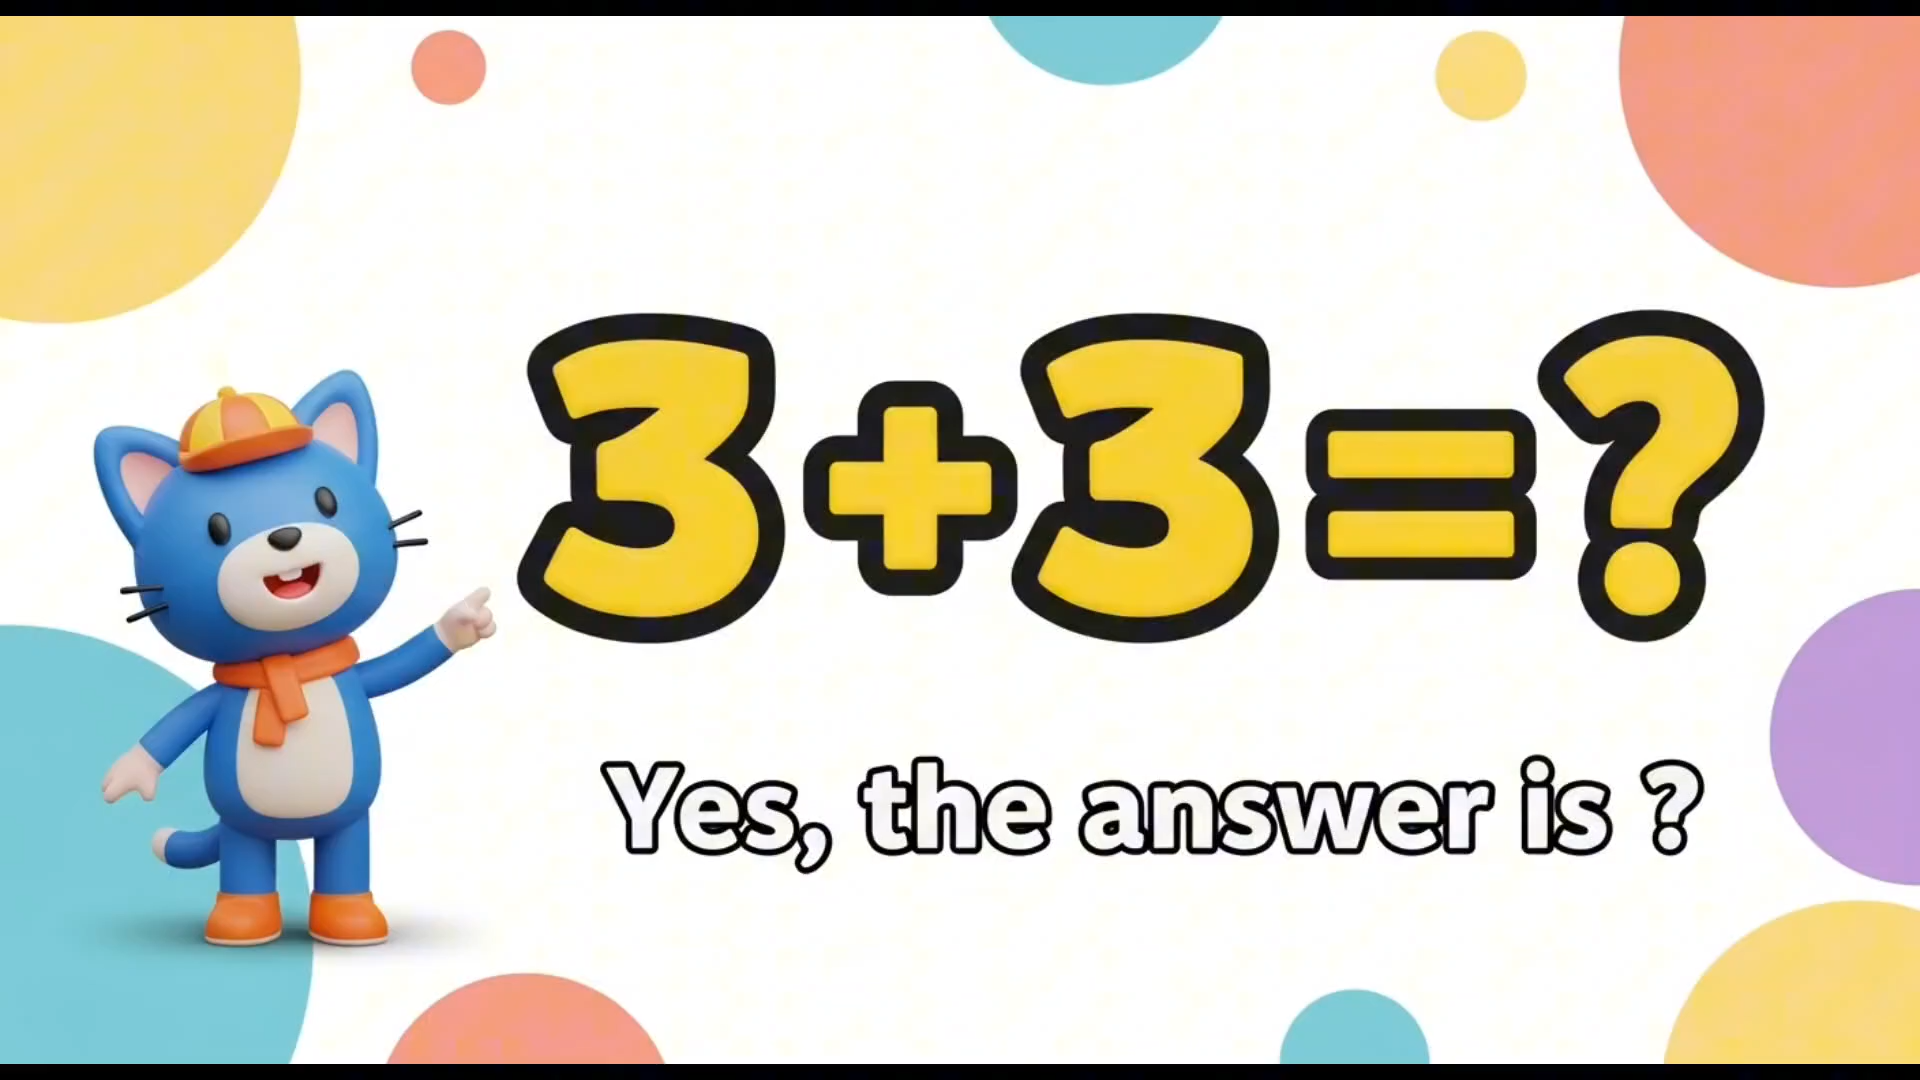 3+3=?
Yes, the answer is ?